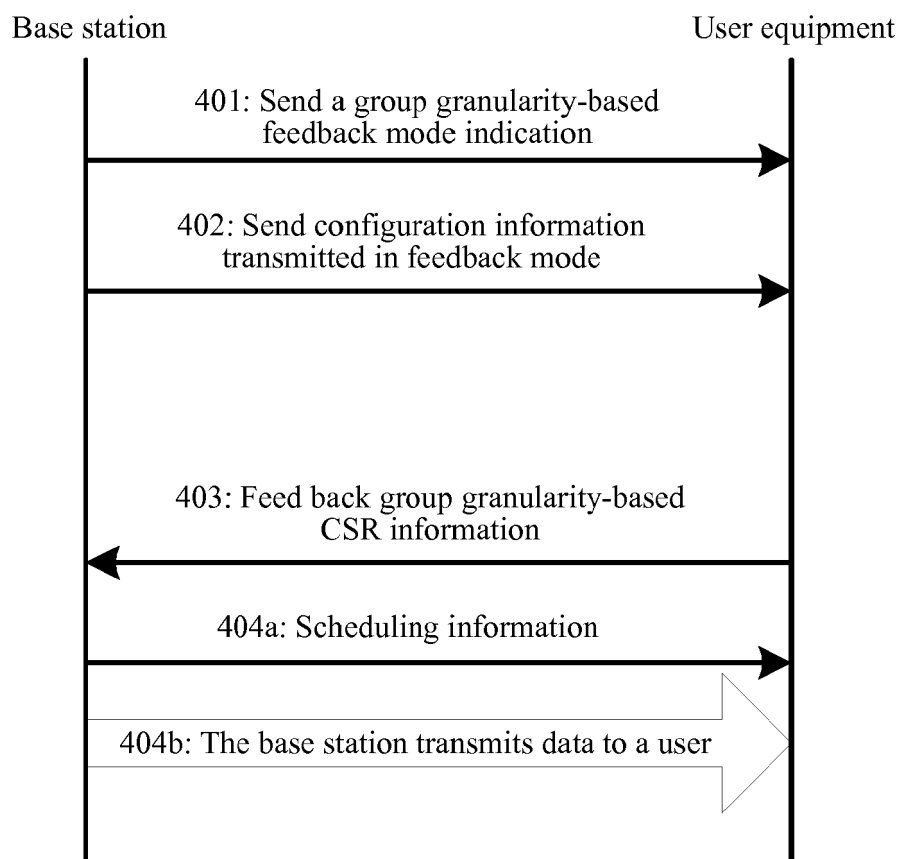 Base station
User equipment
401: Send a group granularity-based
feedback mode indication
402: Send configuration information
transmitted in feedback mode
403: Feed back group granularity-based
CSR information
404a: Scheduling information
404b: The base station transmits data to a user